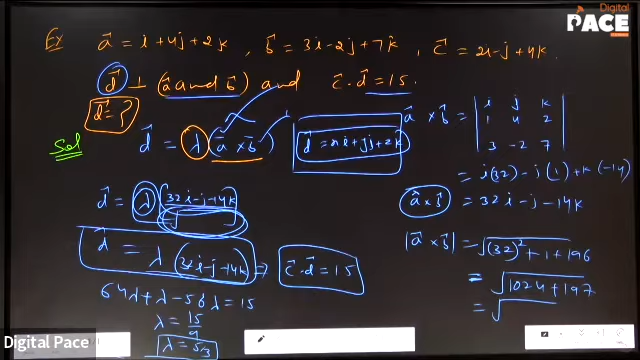 Digital
PACE
Ex a⃗ = i+4j+2k , b⃗ = 3i-2j+7k , c⃗ = 2i-j+4k.
d⃗ ⊥ (a⃗ and b⃗) and c⃗.d⃗ = 15.
d⃗ = ?
Sol
d⃗ = λ(a⃗ × b⃗)
d⃗ = xi+yj+zk
d⃗ = λ(32i-j-14k)
d⃗ = λ(32i-j-14k) ⇒ c⃗.d⃗ = 15
64λ+λ-56λ = 15
λ = 15/9
λ = 5/3
a⃗ × b⃗ = | i j k
1 4 2
3 -2 7 |
= i(32) - j(1) + k(-14)
a⃗ × b⃗ = 32i-j-14k
|a⃗ × b⃗| = √(32)²+1+196
= √1024+197
= √
Digital Pace